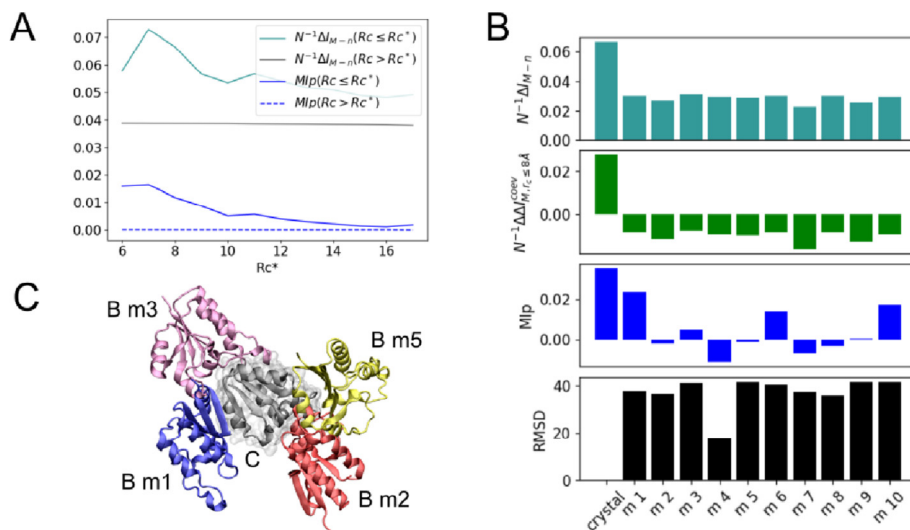 A
0.07
0.06
0.05
0.04
0.03
0.02
0.01
0.00
N⁻¹ΔI_{M−n}(Rc≤Rc*)
N⁻¹ΔI_{M−n}(Rc>Rc*)
MIp(Rc≤Rc*)
MIp(Rc>Rc*)
6 8 10 12 14 16
Rc*
B
N⁻¹ΔI_{M−n}
0.06
0.04
0.02
0.00
N⁻¹ΔΔI^{coev}_{M,r_c≤8Å}
0.02
0.00
MIp
0.02
0.00
RMSD
40
20
0
crystal m 1 m 2 m 3 m 4 m 5 m 6 m 7 m 8 m 9 m 10
C
B m3
B m5
C
B m1
B m2